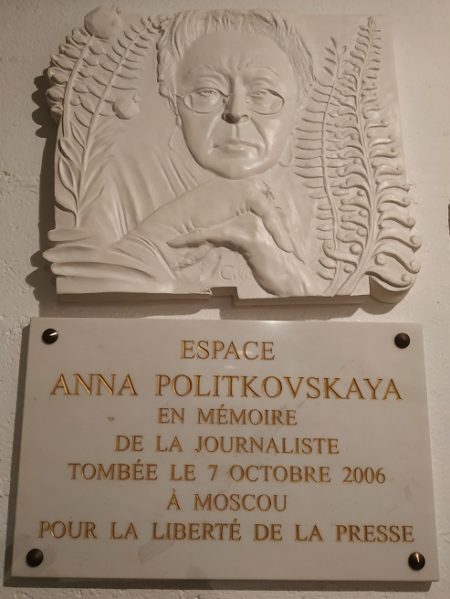 ESPACE
ANNA POLITKOVSKAYA
EN MÉMOIRE
DE LA JOURNALISTE
TOMBÉE LE 7 OCTOBRE 2006
À MOSCOU
POUR LA LIBERTÉ DE LA PRESSE